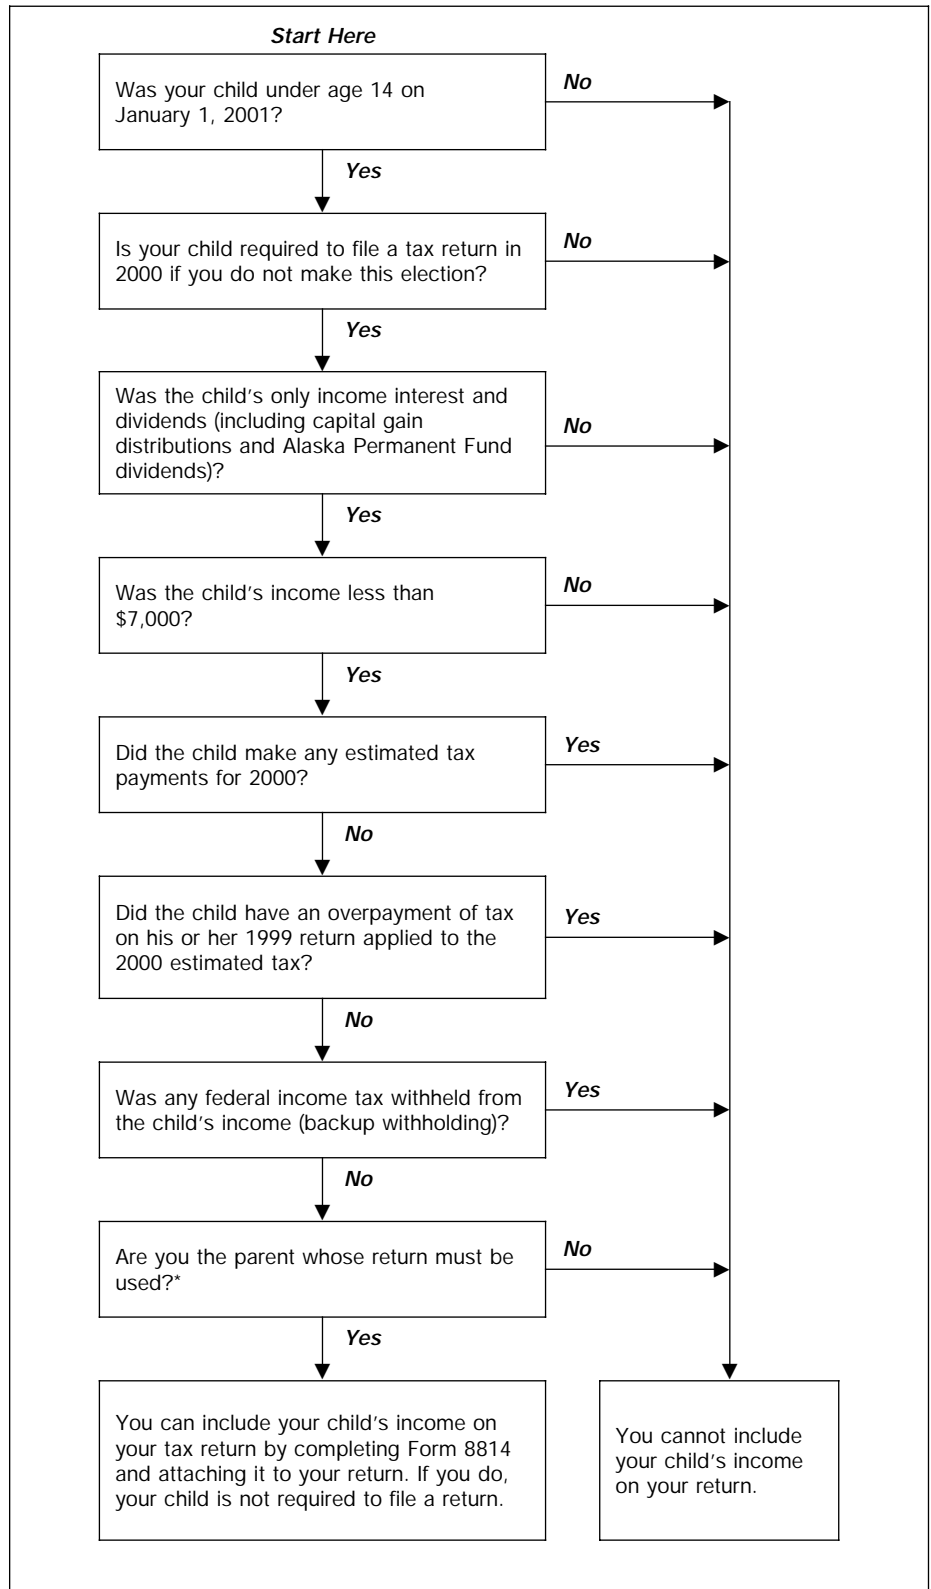 Start Here
Was your child under age 14 on
January 1, 2001?
No
Yes
Is your child required to file a tax return in
2000 if you do not make this election?
No
Yes
Was the child's only income interest and
dividends (including capital gain
distributions and Alaska Permanent Fund
dividends)?
No
Yes
Was the child's income less than
$7,000?
No
Yes
Did the child make any estimated tax
payments for 2000?
Yes
No
Did the child have an overpayment of tax
on his or her 1999 return applied to the
2000 estimated tax?
Yes
No
Was any federal income tax withheld from
the child's income (backup withholding)?
Yes
No
Are you the parent whose return must be
used?*
No
Yes
You can include your child's income on
your tax return by completing Form 8814
and attaching it to your return. If you do,
your child is not required to file a return.
You cannot include
your child's income
on your return.